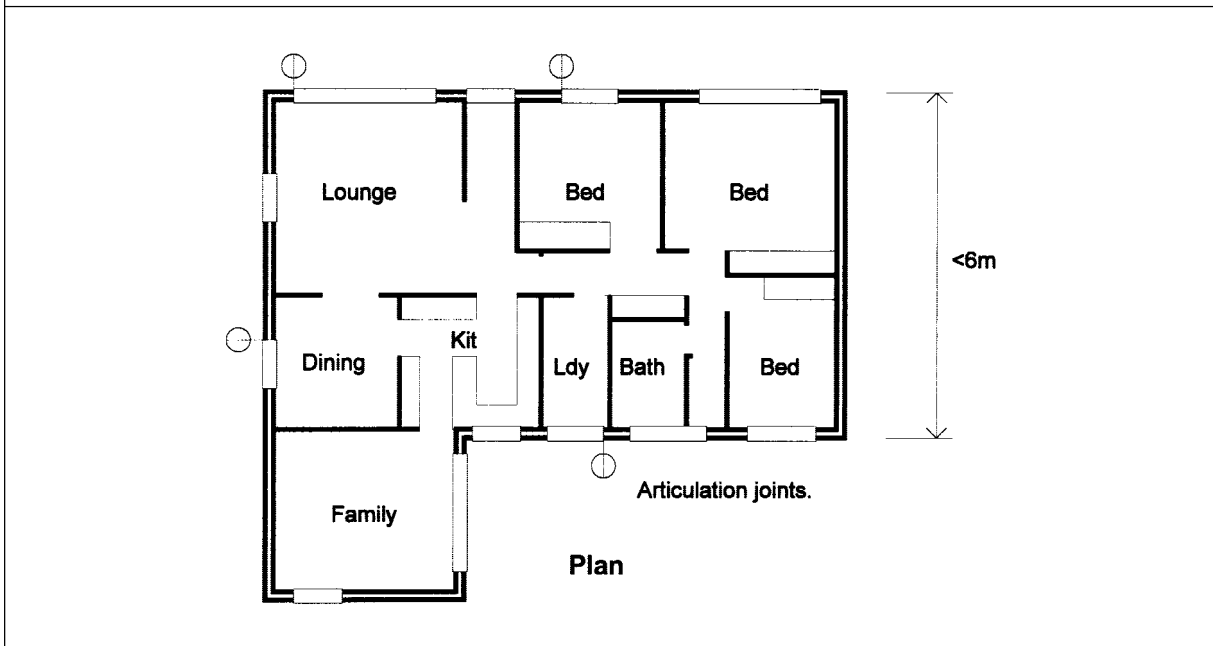 Lounge
Bed
Bed
<6m
Dining
Kit
Ldy
Bath
Bed
Articulation joints.
Family
Plan